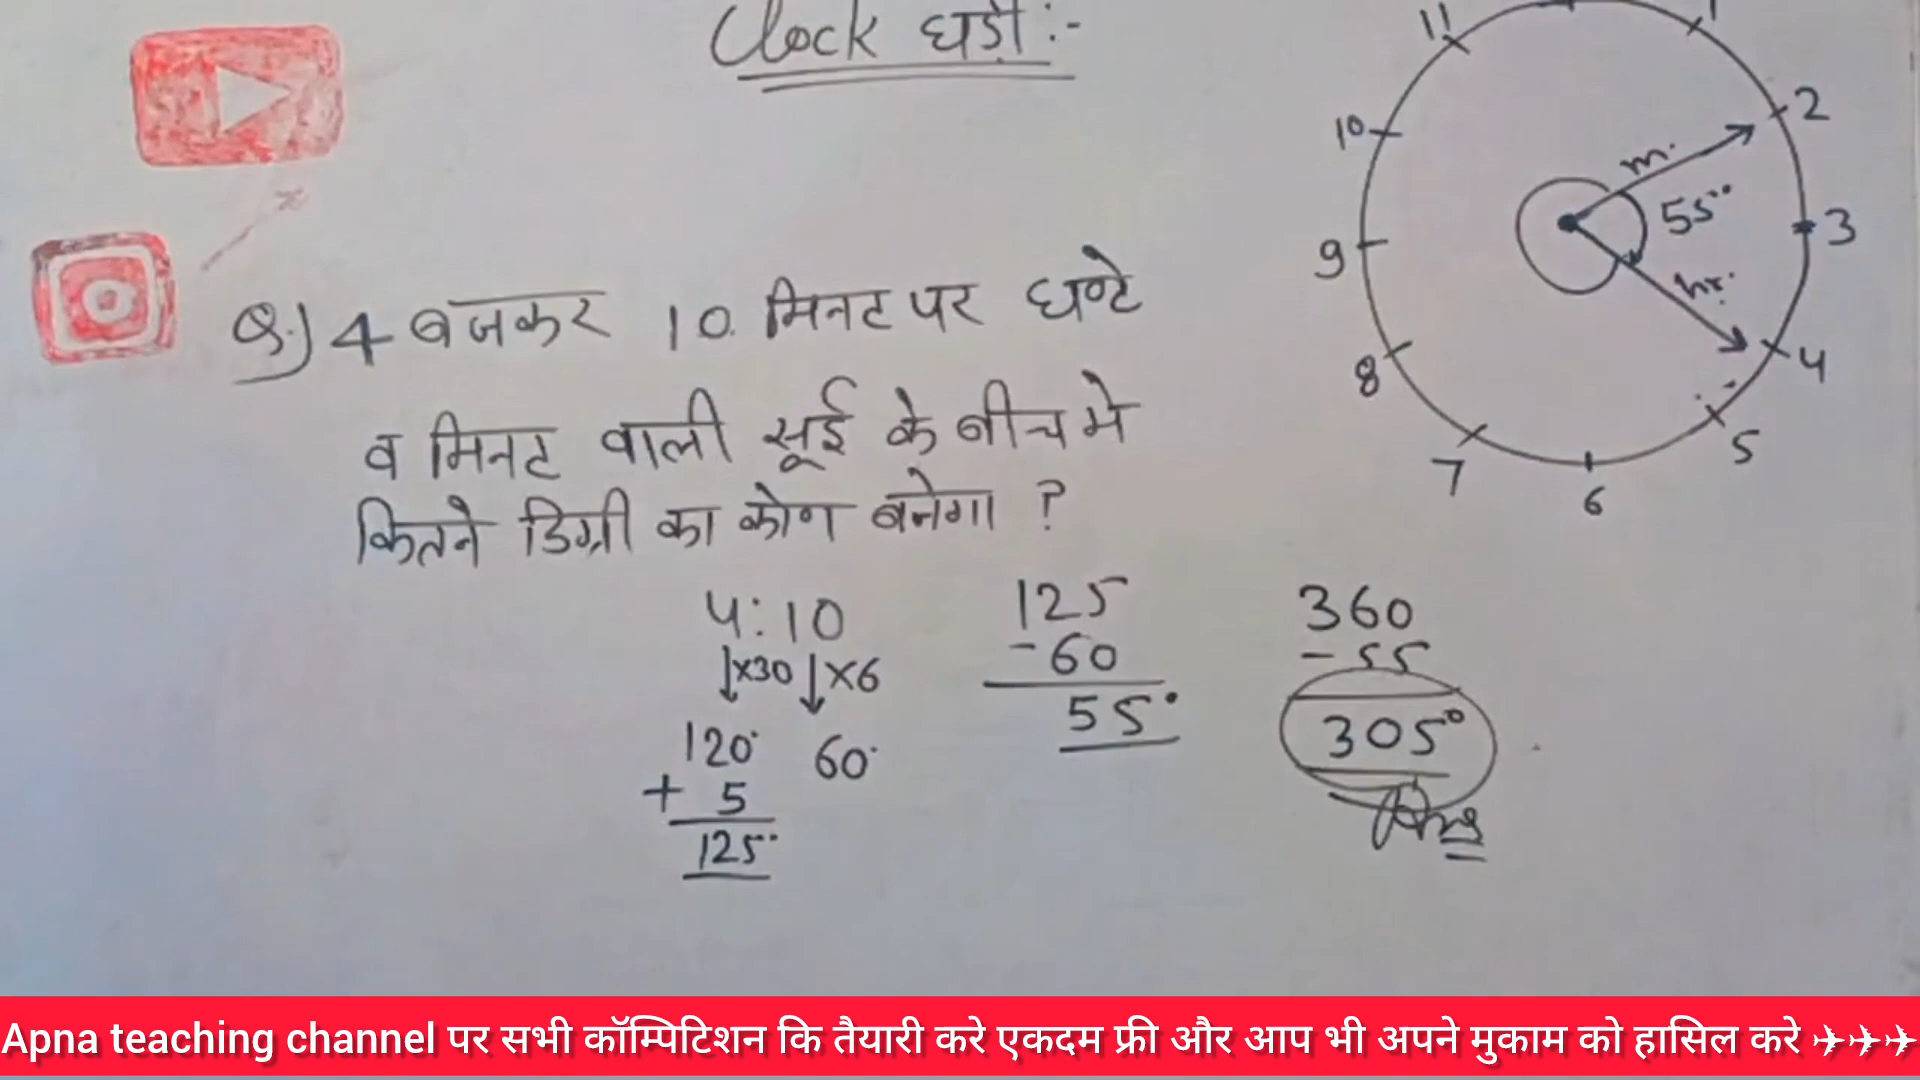 Clock घड़ी :-
11
1
10
2
m.
55°
9
3
hr.
8
4
7
5
6
Q.) 4 बजकर 10 मिनट पर घण्टे
व मिनट वाली सूई के बीच मे
कितने डिग्री का कोण बनेगा ?
4:10
↓×30 ↓×6
120° 60°
+ 5
125°
125
- 60
55°
360
- 55
305°
Ans
Apna teaching channel पर सभी कॉम्पिटिशन कि तैयारी करे एकदम फ्री और आप भी अपने मुकाम को हासिल करे ✈✈✈